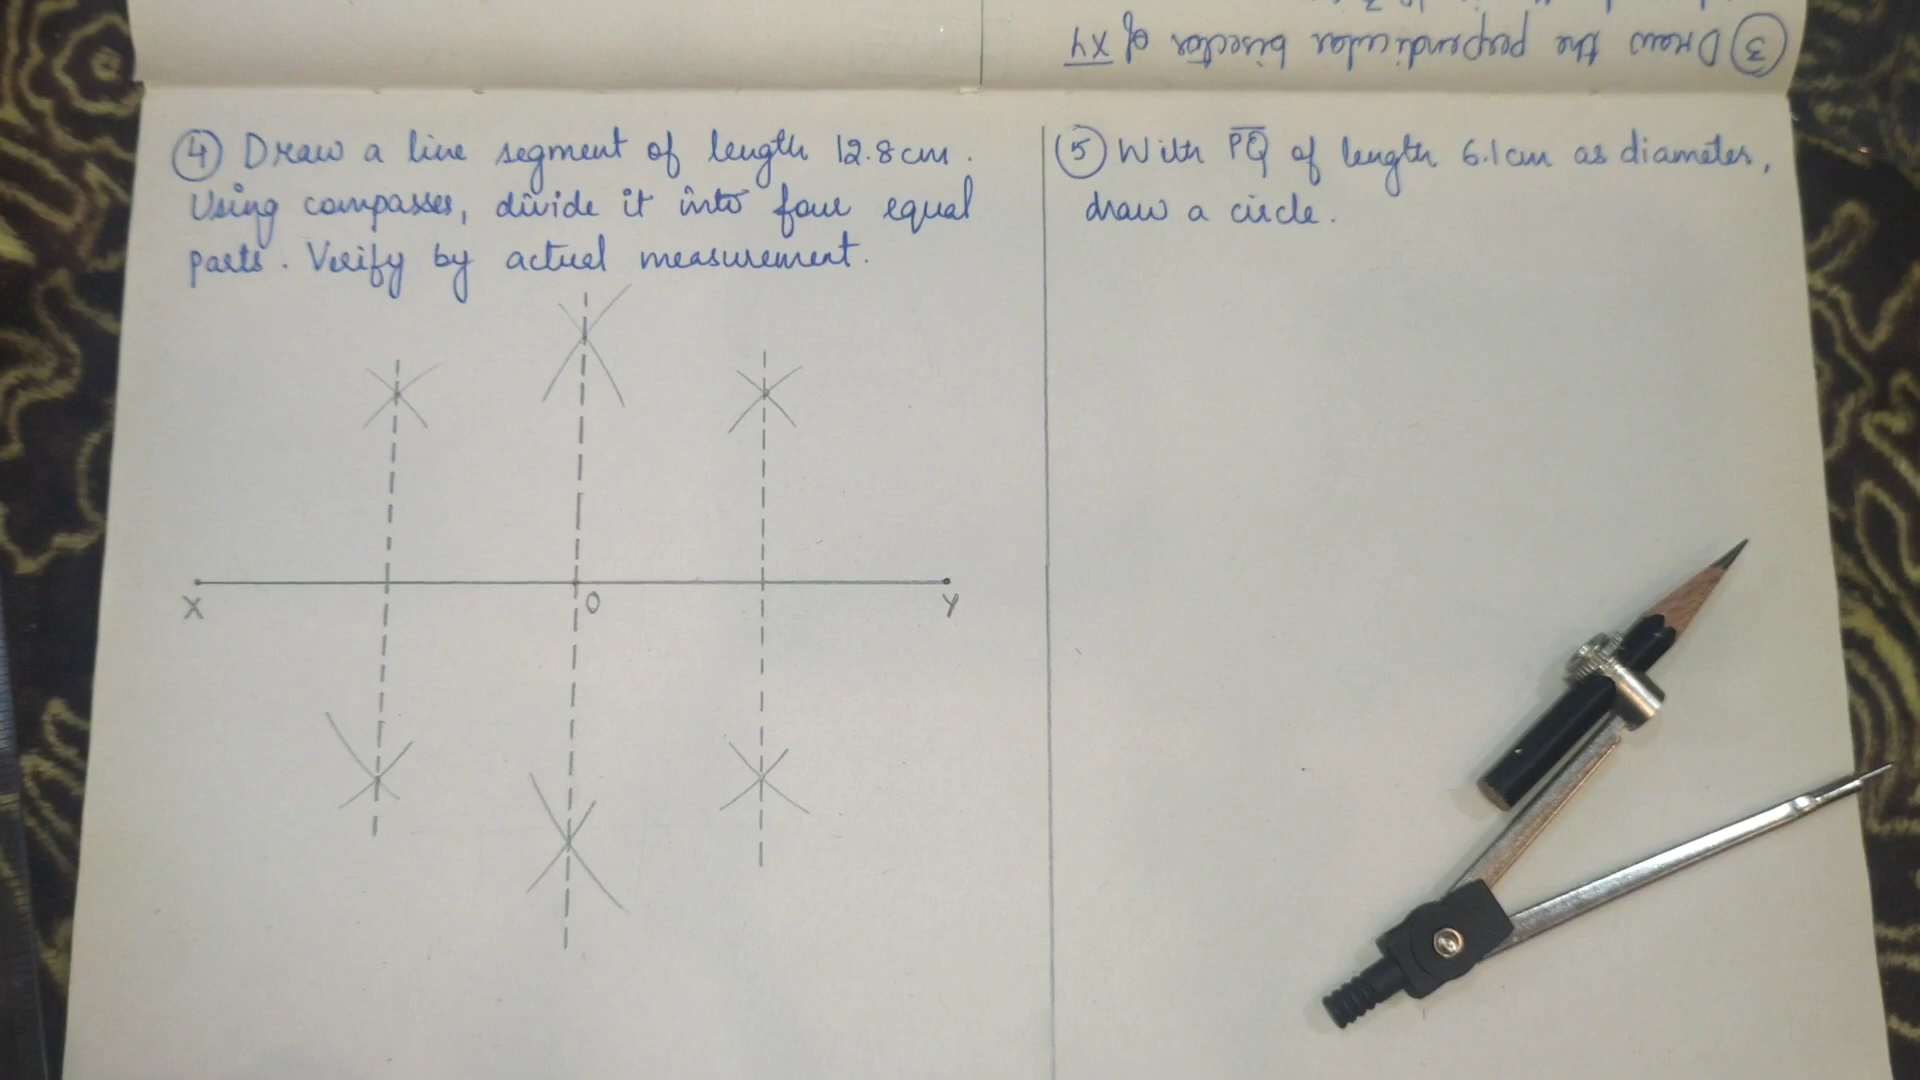 ③ Draw the perpendicular bisector of XY
④ Draw a line segment of length 12.8cm.
Using compasses, divide it into four equal
parts. Verify by actual measurement.
X
O
Y
⑤ With PQ of length 6.1cm as diameter,
draw a circle.